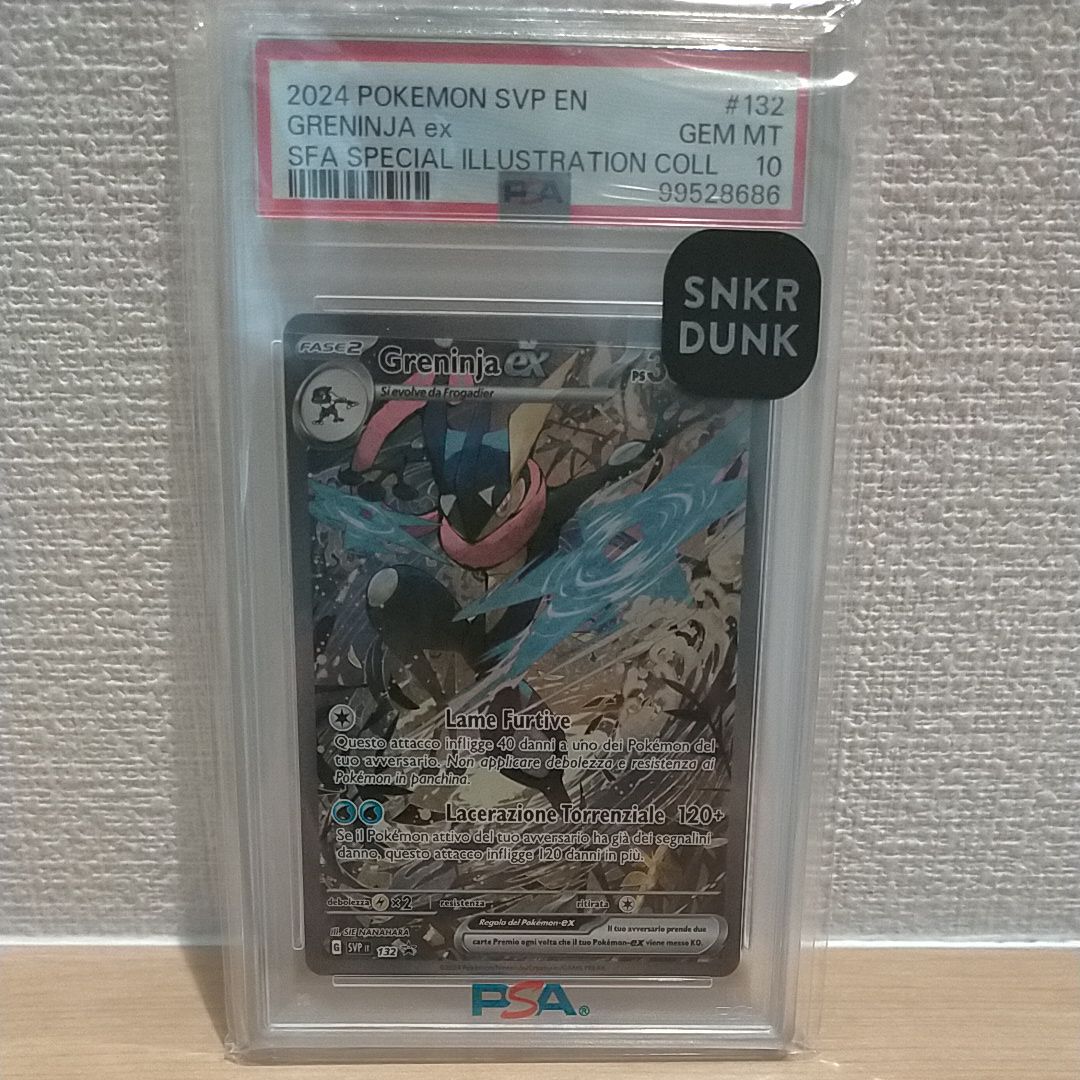 2024 POKEMON SVP EN #132
GRENINJA ex GEM MT
SFA SPECIAL ILLUSTRATION COLL 10
PSA 99528686
SNKR
DUNK
FASE 2 Greninja ex PS
Si evolve da Frogadier
Lame Furtive
Questo attacco infligge 40 danni a uno dei Pokémon del
tuo avversario. Non applicare debolezza e resistenza ai
Pokémon in panchina.
Lacerazione Torrenziale 120+
Se il Pokémon attivo del tuo avversario ha già dei segnalini
danno, questo attacco infligge 120 danni in più.
debolezza ×2 resistenza ritirata
Regola dei Pokémon-ex Il tuo avversario prende due
carte Premio ogni volta che il tuo Pokémon-ex viene messo KO.
Ill. SIE NANAHARA
G SVP IT 132
PSA®